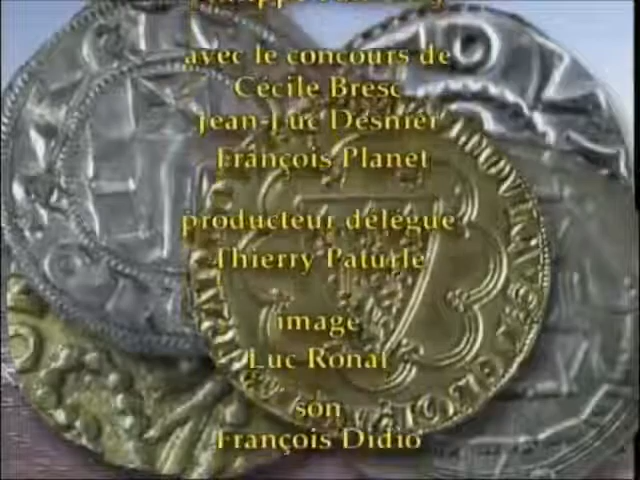 avec le concours de
Cécile Bresc
Jean-Luc Desnier
François Planet
producteur délégue
Thierry Paturle
image
Luc Ronat
son
François Didio